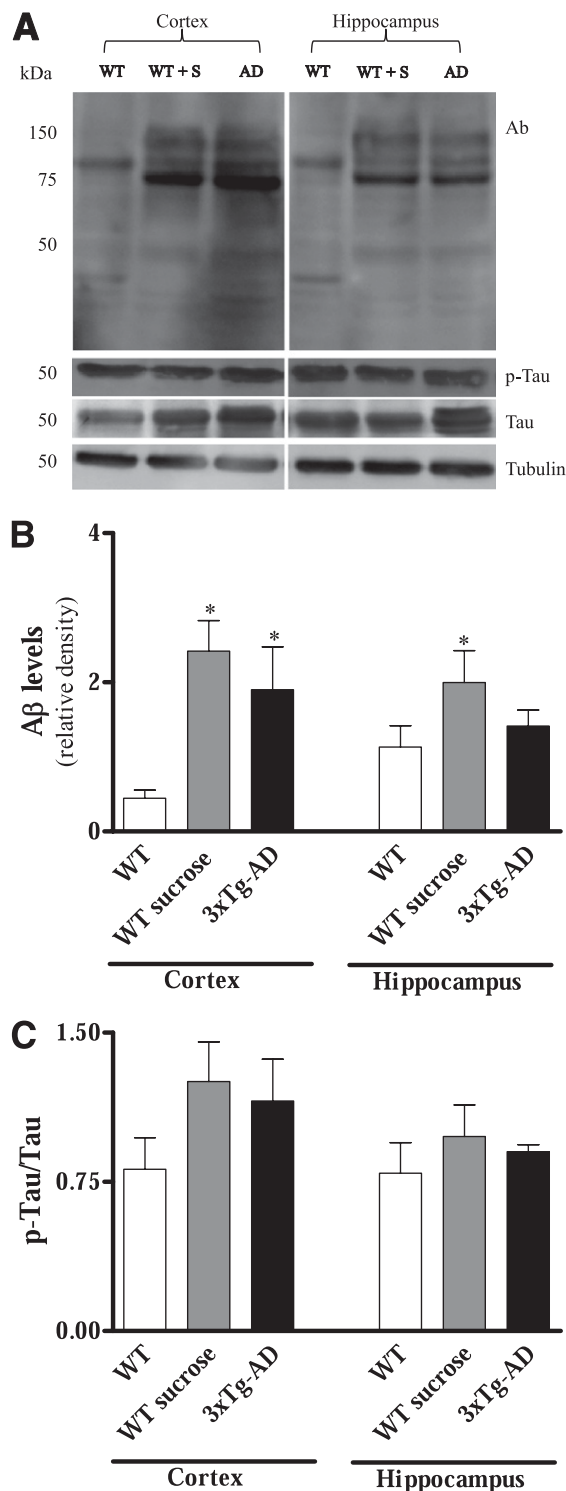 A
Cortex Hippocampus
kDa WT WT + S AD WT WT + S AD
150 Ab
75
50
50 p-Tau
50 Tau
50 Tubulin
B
4
2
0
Aβ levels
(relative density)
* * *
WT WT sucrose 3xTg-AD WT WT sucrose 3xTg-AD
Cortex Hippocampus
C
1.50
0.75
0.00
p-Tau/Tau
WT WT sucrose 3xTg-AD WT WT sucrose 3xTg-AD
Cortex Hippocampus